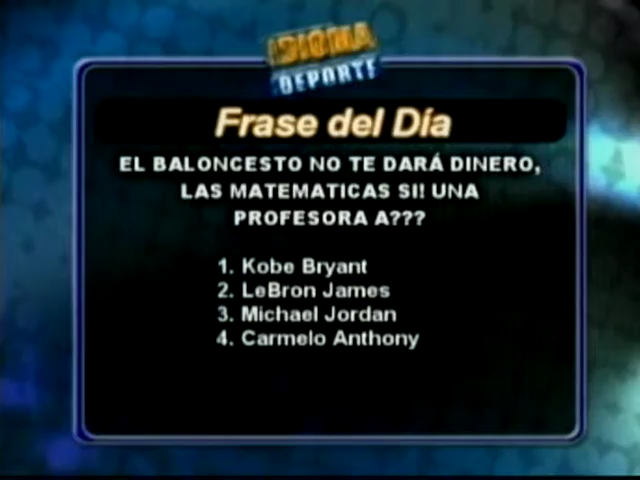 IDIOMA
DEPORTE
Frase del Día
EL BALONCESTO NO TE DARÁ DINERO,
LAS MATEMATICAS SI!! UNA
PROFESORA A???
1. Kobe Bryant
2. LeBron James
3. Michael Jordan
4. Carmelo Anthony